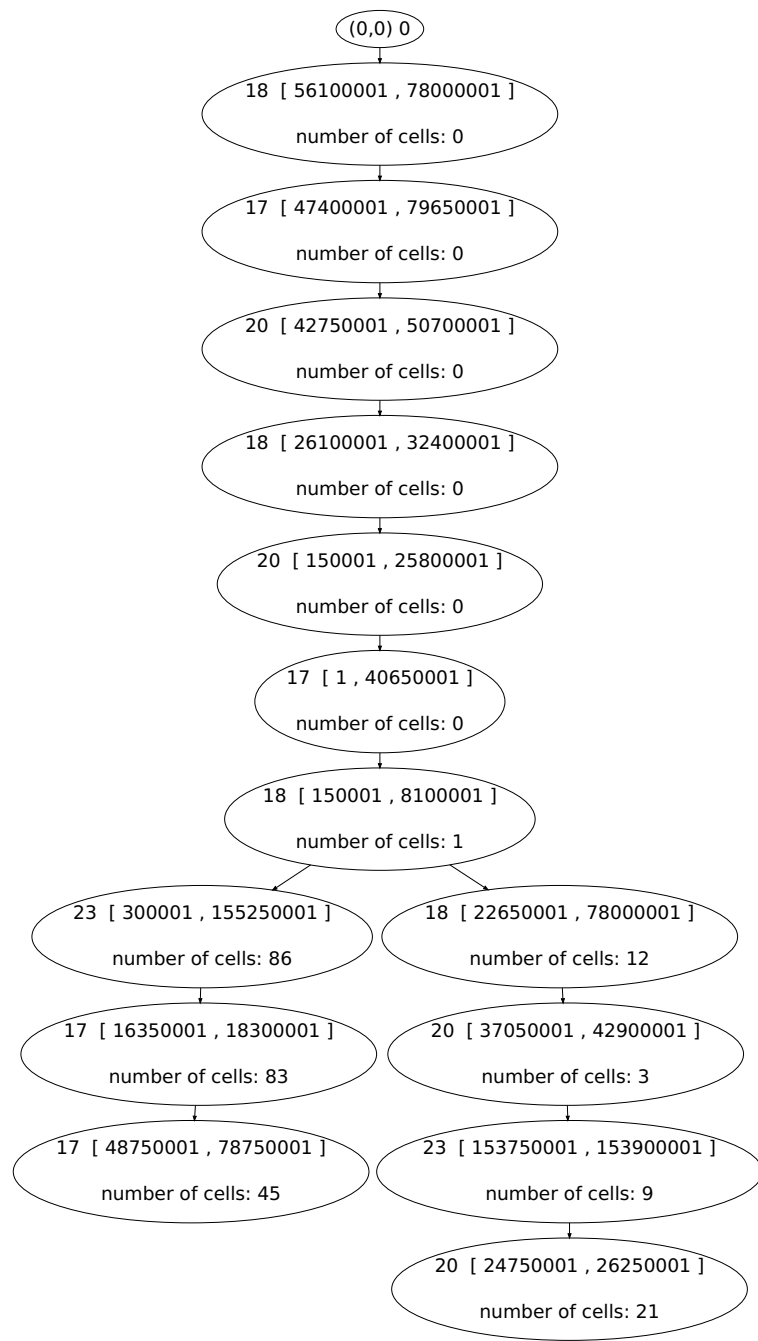 (0,0) 0
18 [ 56100001 , 78000001 ]
number of cells: 0
17 [ 47400001 , 79650001 ]
number of cells: 0
20 [ 42750001 , 50700001 ]
number of cells: 0
18 [ 26100001 , 32400001 ]
number of cells: 0
20 [ 150001 , 25800001 ]
number of cells: 0
17 [ 1 , 40650001 ]
number of cells: 0
18 [ 150001 , 8100001 ]
number of cells: 1
23 [ 300001 , 155250001 ]
number of cells: 86
18 [ 22650001 , 78000001 ]
number of cells: 12
17 [ 16350001 , 18300001 ]
number of cells: 83
20 [ 37050001 , 42900001 ]
number of cells: 3
17 [ 48750001 , 78750001 ]
number of cells: 45
23 [ 153750001 , 153900001 ]
number of cells: 9
20 [ 24750001 , 26250001 ]
number of cells: 21